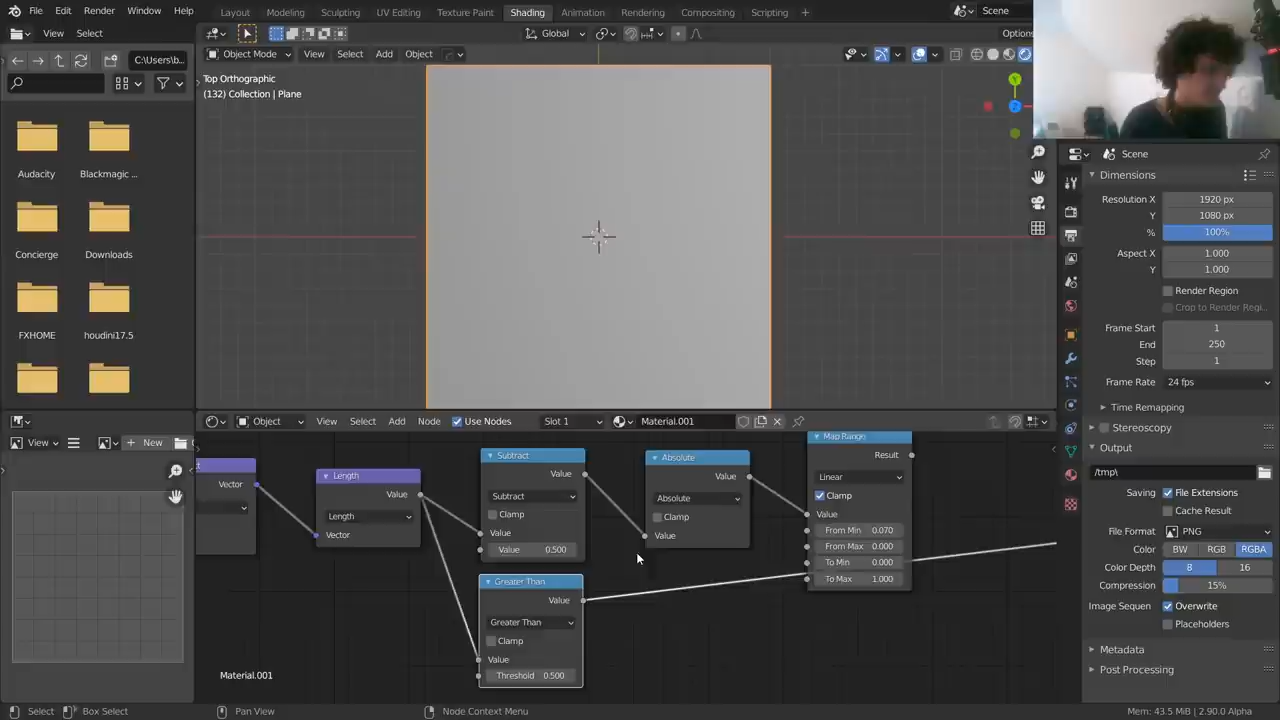 File Edit Render Window Help
Layout Modeling Sculpting UV Editing Texture Paint Shading Animation Rendering Compositing Scripting
Scene
View Select
Global
Options
C:\Users\b...
Object Mode View Select Add Object
Top Orthographic
(132) Collection | Plane
Y
Z
Audacity Blackmagic ...
Concierge Downloads
FXHOME houdini17.5
Scene
Dimensions
Resolution X 1920 px
Y 1080 px
% 100%
Aspect X 1.000
Y 1.000
Render Region
Crop to Render Regi...
Frame Start 1
End 250
Step 1
Frame Rate 24 fps
Time Remapping
Stereoscopy
Output
/tmp\
Saving File Extensions
Cache Result
File Format PNG
Color BW RGB RGBA
Color Depth 8 16
Compression 15%
Image Sequen Overwrite
Placeholders
Metadata
Post Processing
View New
Object View Select Add Node Use Nodes Slot 1 Material.001
Vector
Length
Value
Length
Vector
Subtract
Value
Subtract
Clamp
Value
Value 0.500
Absolute
Value
Absolute
Clamp
Value
Map Range
Result
Linear
Clamp
Value
From Min 0.070
From Max 0.000
To Min 0.000
To Max 1.000
Greater Than
Value
Greater Than
Clamp
Value
Threshold 0.500
Material.001
Select Box Select Pan View Node Context Menu Mem: 43.5 MiB | 2.90.0 Alpha